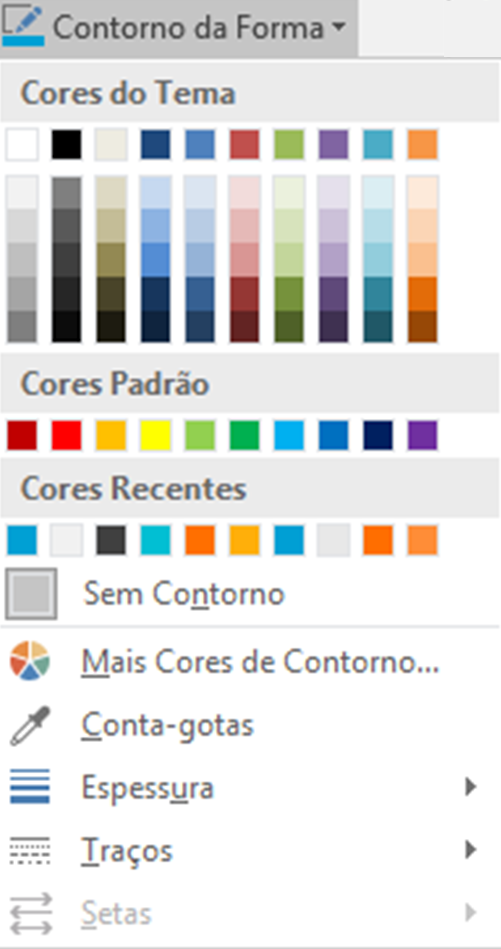 Contorno da Forma
Cores do Tema
Cores Padrão
Cores Recentes
Sem Contorno
Mais Cores de Contorno...
Conta-gotas
Espessura
Traços
Setas